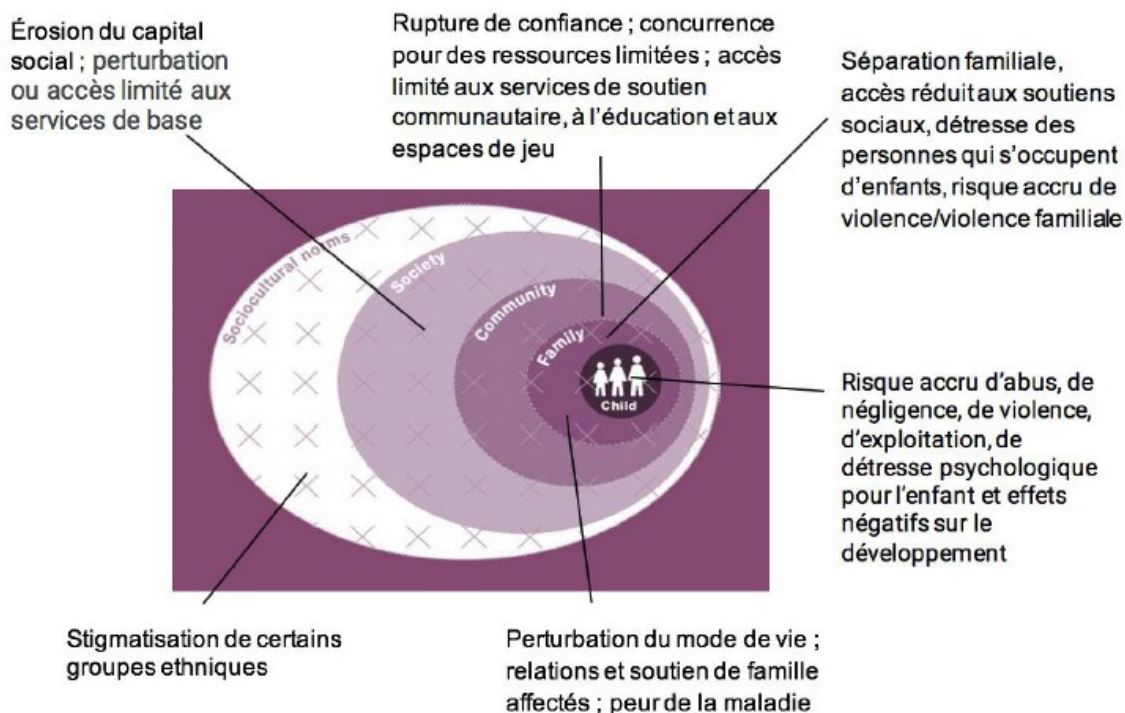 Érosion du capital
social ; perturbation
ou accès limité aux
services de base
Rupture de confiance ; concurrence
pour des ressources limitées ; accès
limité aux services de soutien
communautaire, à l’éducation et aux
espaces de jeu
Séparation familiale,
accès réduit aux soutiens
sociaux, détresse des
personnes qui s’occupent
d’enfants, risque accru de
violence/violence familiale
Sociocultural norms
Society
Community
Family
Child
Risque accru d’abus, de
négligence, de violence,
d’exploitation, de
détresse psychologique
pour l’enfant et effets
négatifs sur le
développement
Stigmatisation de certains
groupes ethniques
Perturbation du mode de vie ;
relations et soutien de famille
affectés ; peur de la maladie